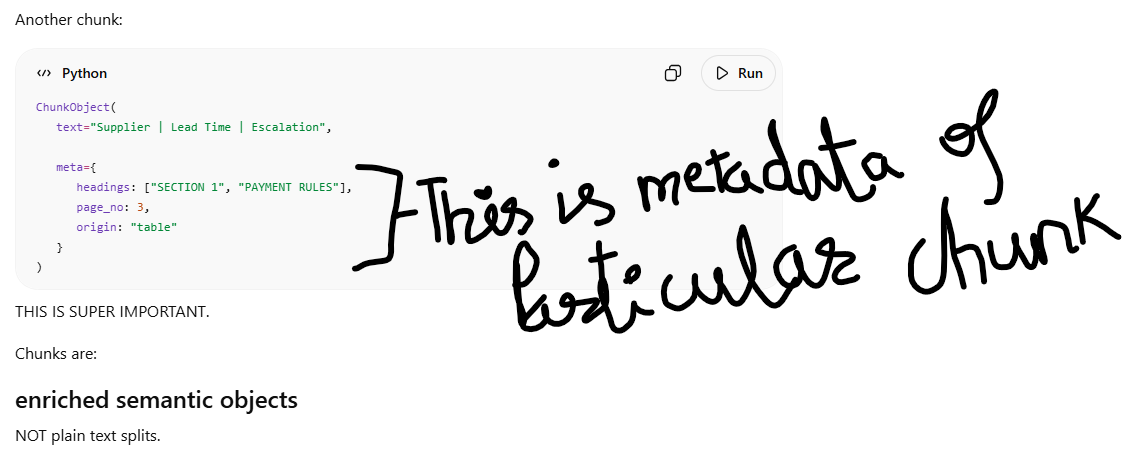 Another chunk:
Python
Run
ChunkObject(
text="Supplier | Lead Time | Escalation",
meta={
headings: ["SECTION 1", "PAYMENT RULES"],
page_no: 3,
origin: "table"
}
)
This is metadata of
particular chunk
THIS IS SUPER IMPORTANT.
Chunks are:
enriched semantic objects
NOT plain text splits.